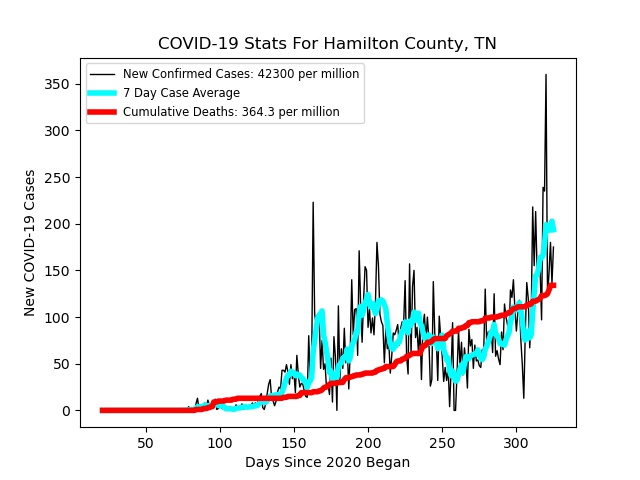 COVID-19 Stats For Hamilton County, TN
New Confirmed Cases: 42300 per million
7 Day Case Average
Cumulative Deaths: 364.3 per million
New COVID-19 Cases
350
300
250
200
150
100
50
0
50 100 150 200 250 300
Days Since 2020 Began